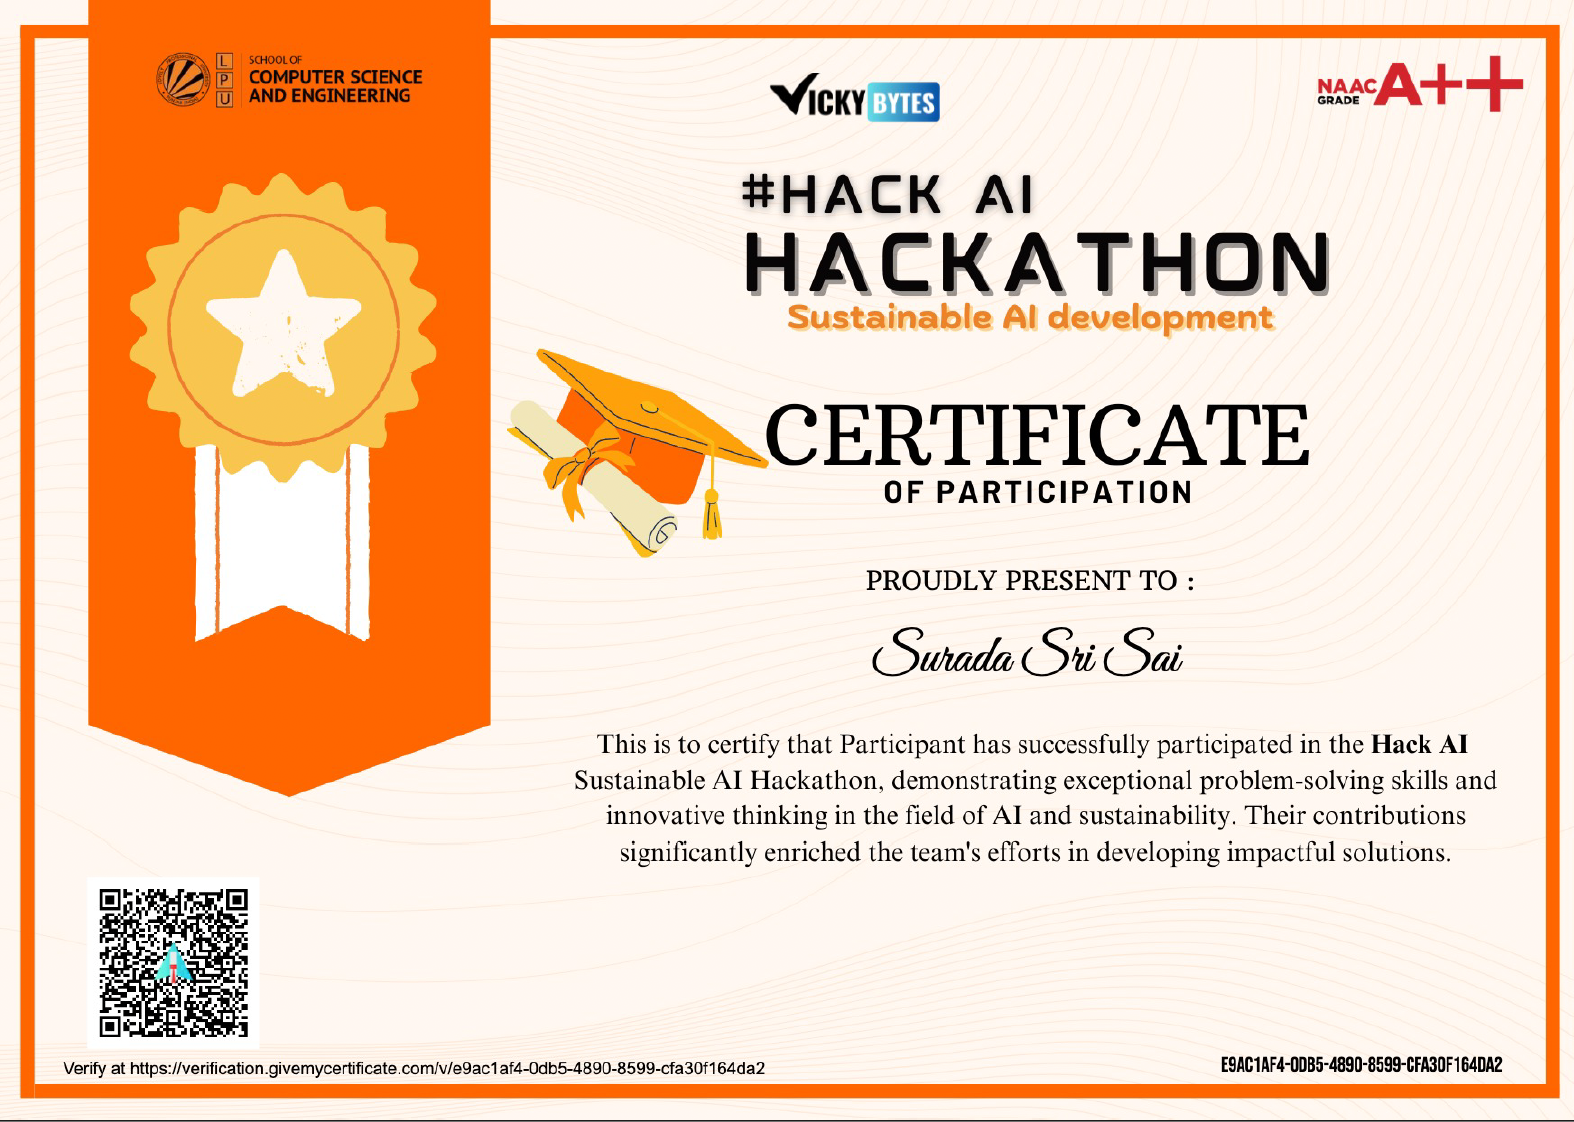 SCHOOL OF
L P U
COMPUTER SCIENCE
AND ENGINEERING
VICKY BYTES
NAAC A++
GRADE
#HACK AI
HACKATHON
Sustainable AI development
CERTIFICATE
OF PARTICIPATION
PROUDLY PRESENT TO :
Surada Sri Sai
This is to certify that Participant has successfully participated in the Hack AI
Sustainable AI Hackathon, demonstrating exceptional problem-solving skills and
innovative thinking in the field of AI and sustainability. Their contributions
significantly enriched the team's efforts in developing impactful solutions.
Verify at https://verification.givemycertificate.com/v/e9ac1af4-0db5-4890-8599-cfa30f164da2
E9AC1AF4-0DB5-4890-8599-CFA30F164DA2